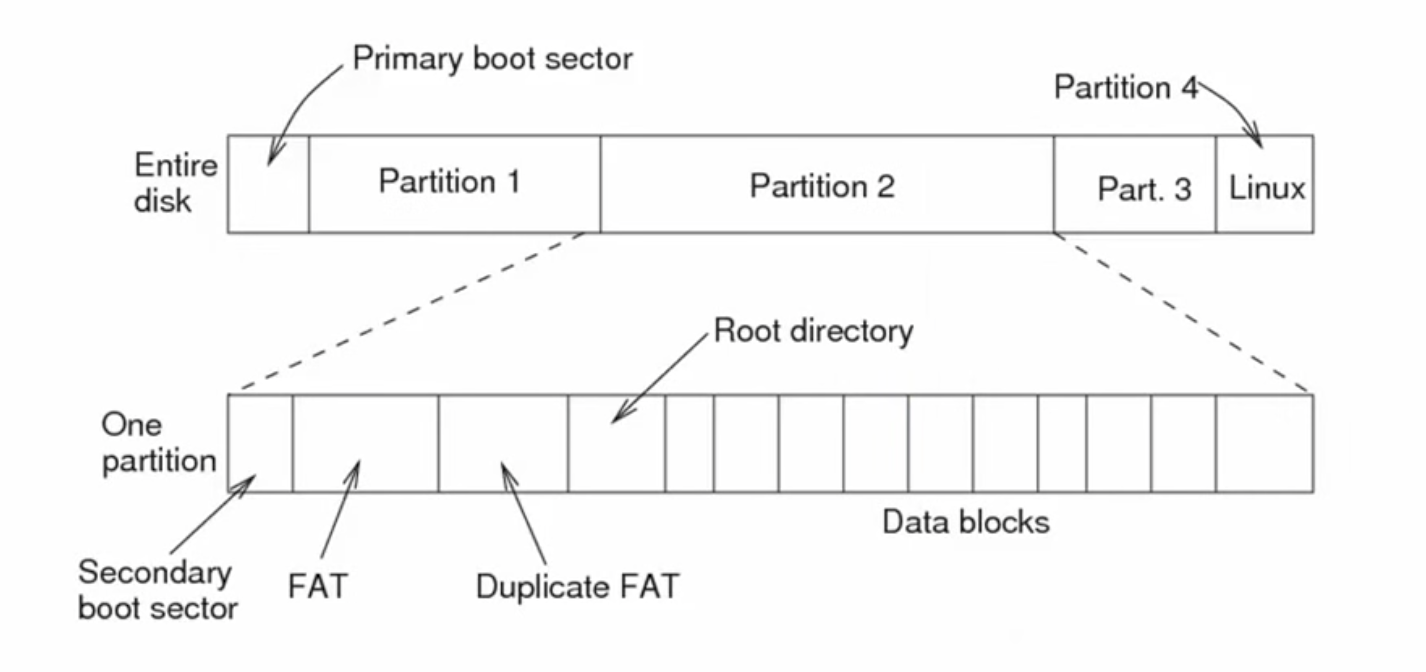 Primary boot sector
Partition 4
Entire
disk
Partition 1
Partition 2
Part. 3
Linux
Root directory
One
partition
Data blocks
Secondary
boot sector
FAT
Duplicate FAT